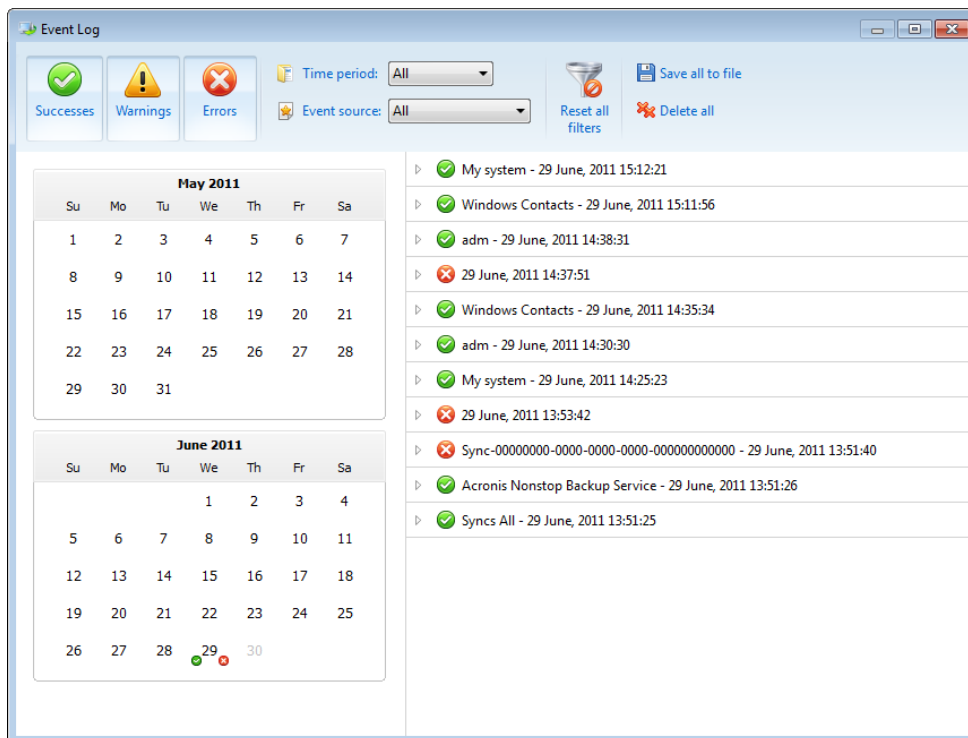 Event Log
Successes
Warnings
Errors
Time period: All
Event source: All
Reset all
filters
Save all to file
Delete all
May 2011
Su Mo Tu We Th Fr Sa
1 2 3 4 5 6 7
8 9 10 11 12 13 14
15 16 17 18 19 20 21
22 23 24 25 26 27 28
29 30 31
June 2011
Su Mo Tu We Th Fr Sa
1 2 3 4
5 6 7 8 9 10 11
12 13 14 15 16 17 18
19 20 21 22 23 24 25
26 27 28 29 30
My system - 29 June, 2011 15:12:21
Windows Contacts - 29 June, 2011 15:11:56
adm - 29 June, 2011 14:38:31
29 June, 2011 14:37:51
Windows Contacts - 29 June, 2011 14:35:34
adm - 29 June, 2011 14:30:30
My system - 29 June, 2011 14:25:23
29 June, 2011 13:53:42
Sync-00000000-0000-0000-0000-000000000000 - 29 June, 2011 13:51:40
Acronis Nonstop Backup Service - 29 June, 2011 13:51:26
Syncs All - 29 June, 2011 13:51:25